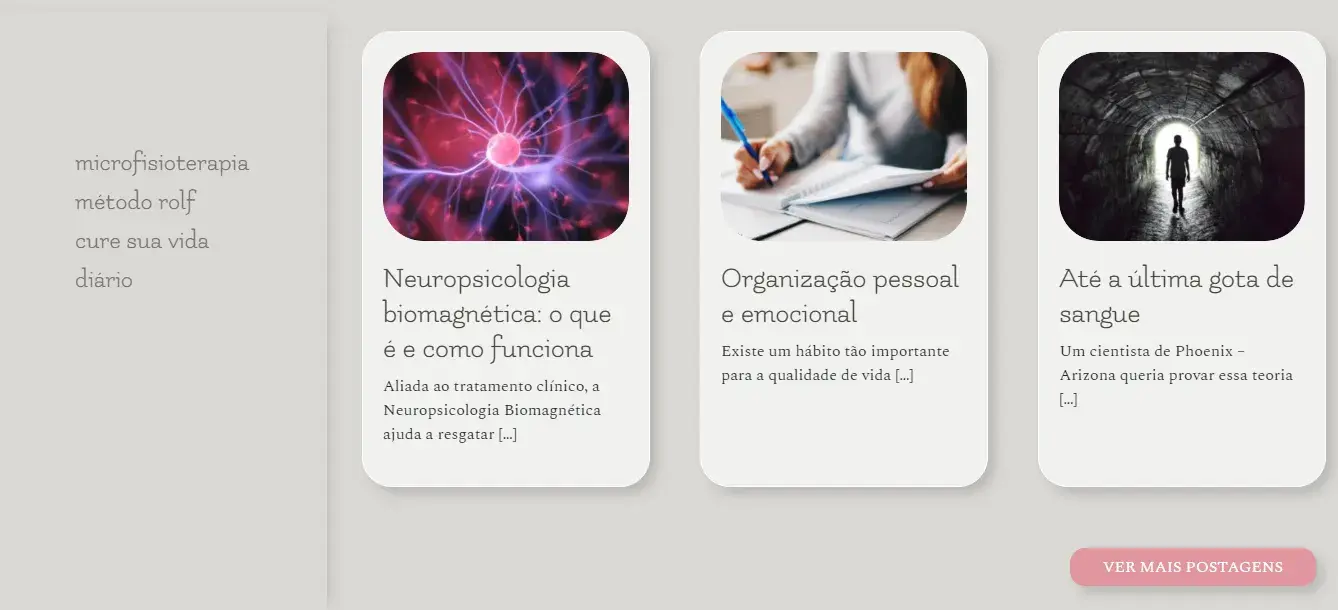 microfisioterapia
método rolf
cure sua vida
diário
Neuropsicologia
biomagnética: o que
é e como funciona
Aliada ao tratamento clínico, a
Neuropsicologia Biomagnética
ajuda a resgatar [...]
Organização pessoal
e emocional
Existe um hábito tão importante
para a qualidade de vida [...]
Até a última gota de
sangue
Um cientista de Phoenix –
Arizona queria provar essa teoria
[...]
VER MAIS POSTAGENS